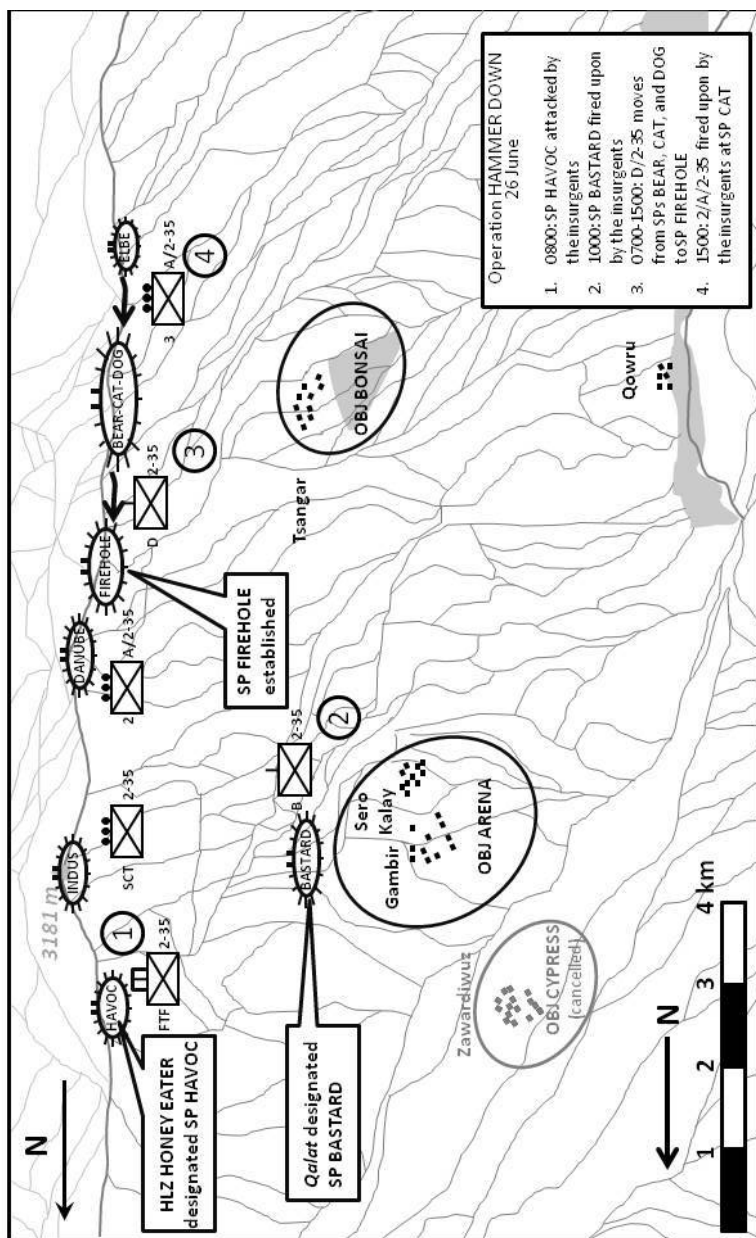 N
3181 m
HAVOC
INDUS
DANUBE
FIREHOLE
BEAR-CAT-DOG
ELBE
1
FTF
2-35
SCT
2-35
2
A/2-35
D
2-35
3
3
A/2-35
4
HLZ HONEY EATER
designated SP HAVOC
SP FIREHOLE
established
BASTARD
B
2-35
2
Qalat designated
SP BASTARD
Gambir
Sero
Kalay
OBJ ARENA
Tsangar
OBJ BONSAI
Zawardiwuz
OBJ CYPRESS
(cancelled)
Qowru
N
1
2
3
4 km
Operation HAMMER DOWN
26 June
1. 0800: SP HAVOC attacked by
the insurgents
2. 1000: SP BASTARD fired upon
by the insurgents
3. 0700-1500: D/2-35 moves
from SPs BEAR, CAT, and DOG
to SP FIREHOLE
4. 1500: 2/A/2-35 fired upon by
the insurgents at SP CAT